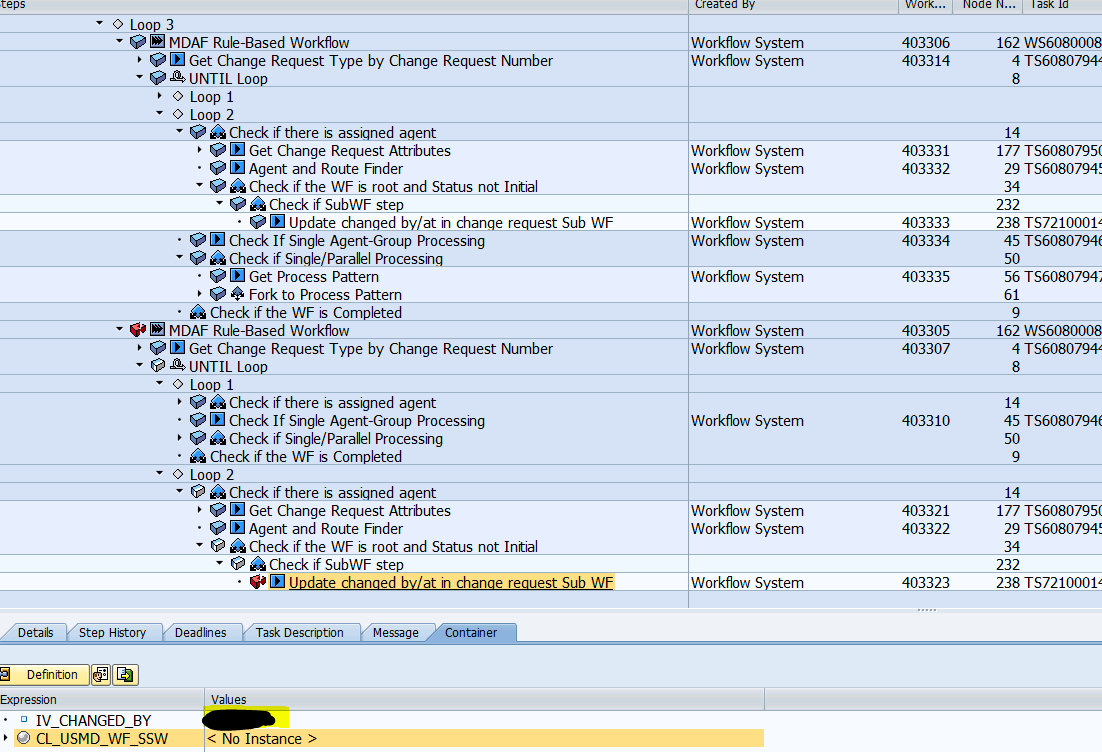 Steps Created By Work... Node N... Task Id
Loop 3
MDAF Rule-Based Workflow Workflow System 403306 162 WS6080008
Get Change Request Type by Change Request Number Workflow System 403314 4 TS6080794
UNTIL Loop 8
Loop 1
Loop 2
Check if there is assigned agent 14
Get Change Request Attributes Workflow System 403331 177 TS6080795
Agent and Route Finder Workflow System 403332 29 TS6080794
Check if the WF is root and Status not Initial 34
Check if SubWF step 232
Update changed by/at in change request Sub WF Workflow System 403333 238 TS7210001
Check If Single Agent-Group Processing Workflow System 403334 45 TS6080794
Check if Single/Parallel Processing 50
Get Process Pattern Workflow System 403335 56 TS6080794
Fork to Process Pattern 61
Check if the WF is Completed 9
MDAF Rule-Based Workflow Workflow System 403305 162 WS6080008
Get Change Request Type by Change Request Number Workflow System 403307 4 TS6080794
UNTIL Loop 8
Loop 1
Check if there is assigned agent 14
Check If Single Agent-Group Processing Workflow System 403310 45 TS6080794
Check if Single/Parallel Processing 50
Check if the WF is Completed 9
Loop 2
Check if there is assigned agent 14
Get Change Request Attributes Workflow System 403321 177 TS6080795
Agent and Route Finder Workflow System 403322 29 TS6080794
Check if the WF is root and Status not Initial 34
Check if SubWF step 232
Update changed by/at in change request Sub WF Workflow System 403323 238 TS7210001
Details Step History Deadlines Task Description Message Container
Definition
Expression Values
IV_CHANGED_BY
CL_USMD_WF_SSW < No Instance >